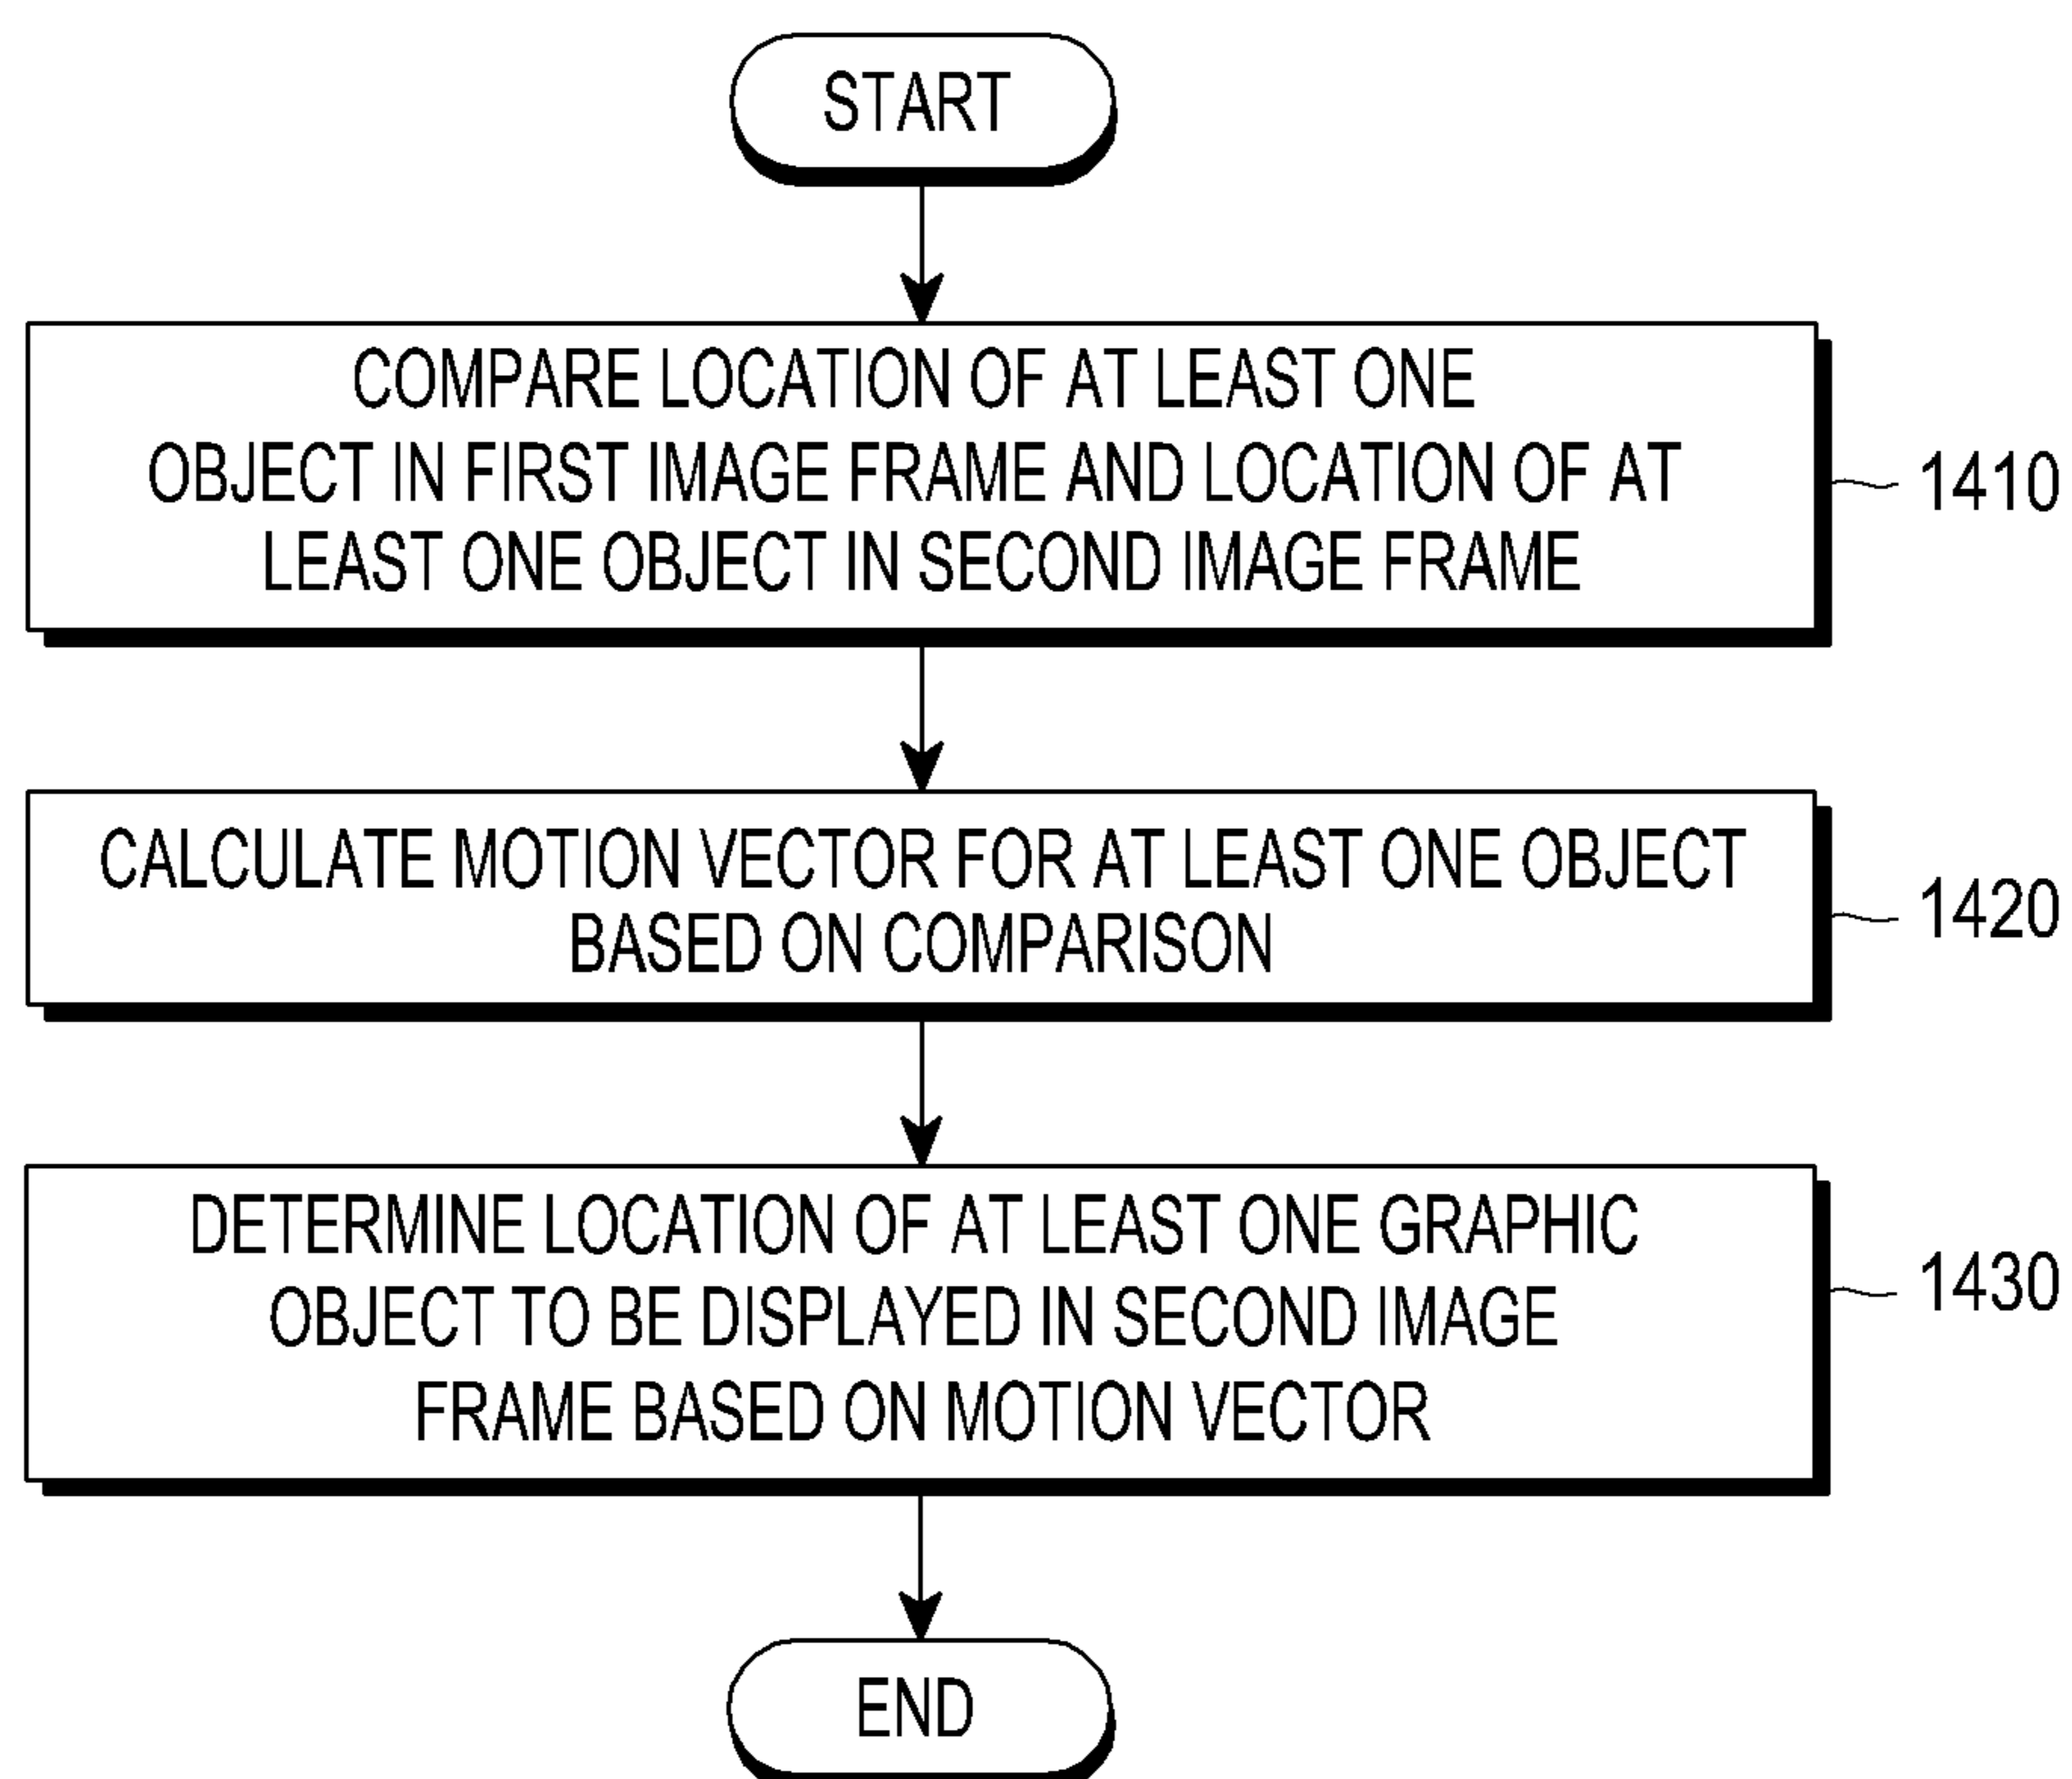 START
COMPARE LOCATION OF AT LEAST ONE
OBJECT IN FIRST IMAGE FRAME AND LOCATION OF AT
LEAST ONE OBJECT IN SECOND IMAGE FRAME
1410
CALCULATE MOTION VECTOR FOR AT LEAST ONE OBJECT
BASED ON COMPARISON
1420
DETERMINE LOCATION OF AT LEAST ONE GRAPHIC
OBJECT TO BE DISPLAYED IN SECOND IMAGE
FRAME BASED ON MOTION VECTOR
1430
END